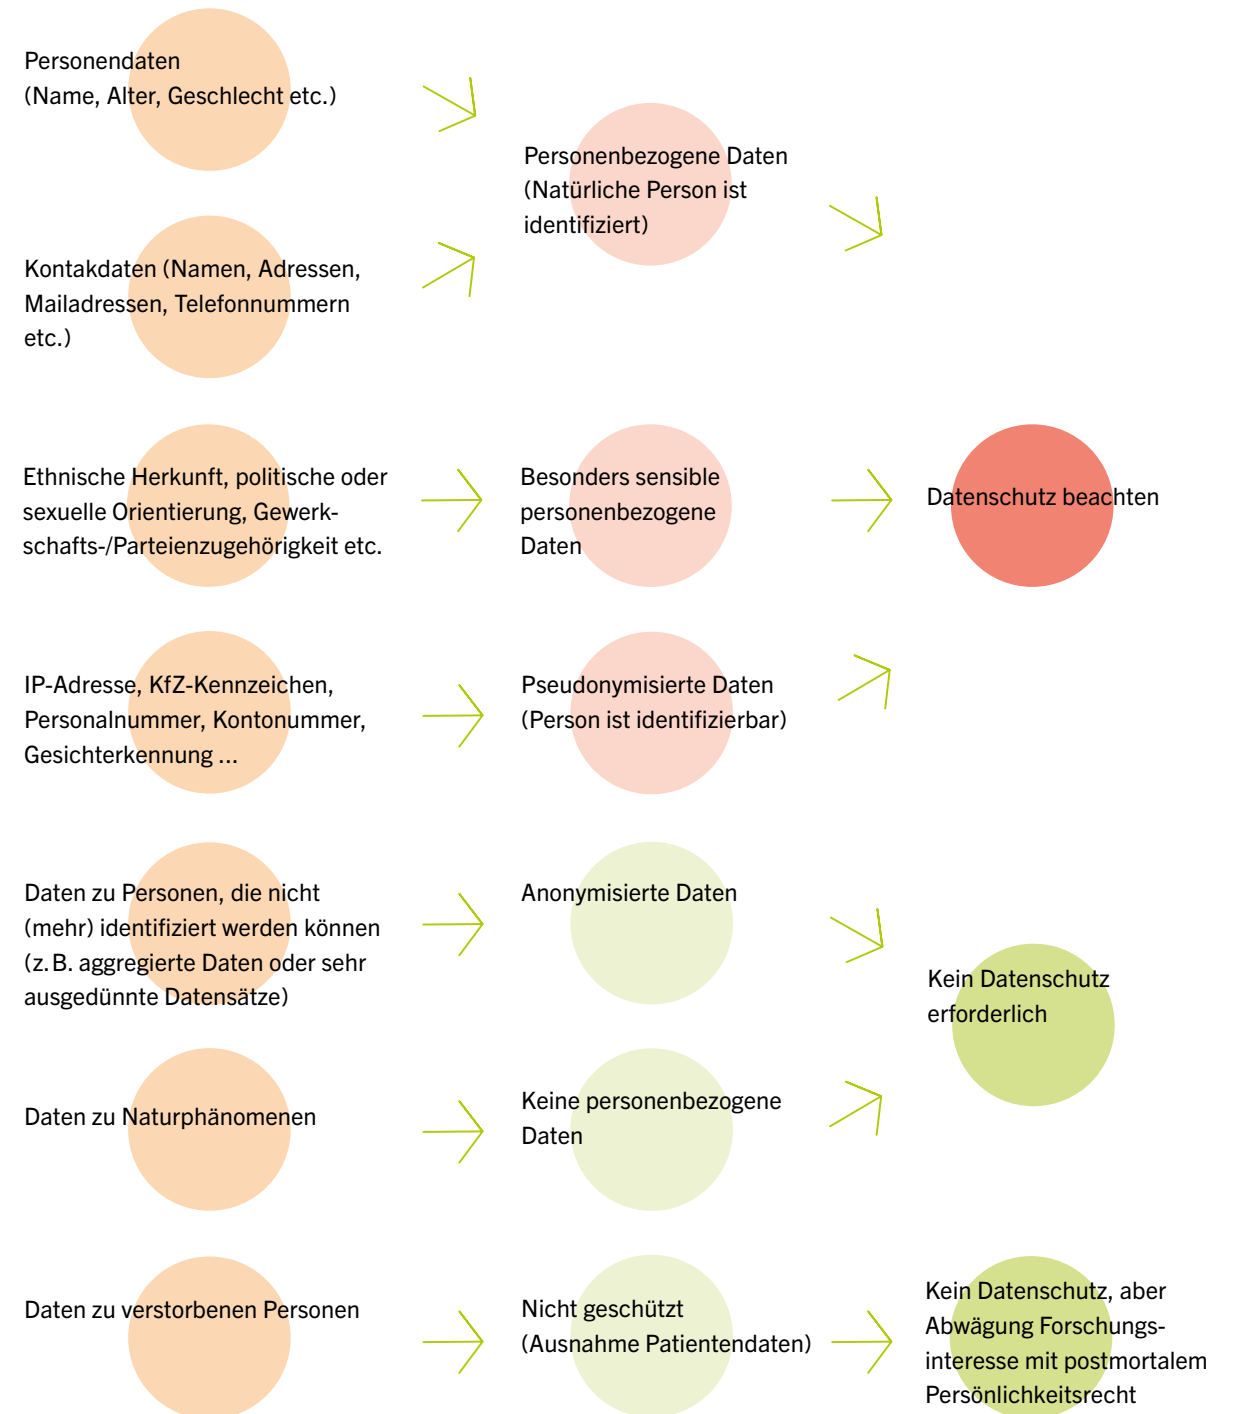 Personendaten
(Name, Alter, Geschlecht etc.)
Personenbezogene Daten
(Natürliche Person ist
identifiziert)
Kontakdaten (Namen, Adressen,
Mailadressen, Telefonnummern
etc.)
Ethnische Herkunft, politische oder
sexuelle Orientierung, Gewerk-
schafts-/Parteienzugehörigkeit etc.
Besonders sensible
personenbezogene
Daten
Datenschutz beachten
IP-Adresse, KfZ-Kennzeichen,
Personalnummer, Kontonummer,
Gesichterkennung ...
Pseudonymisierte Daten
(Person ist identifizierbar)
Daten zu Personen, die nicht
(mehr) identifiziert werden können
(z. B. aggregierte Daten oder sehr
ausgedünnte Datensätze)
Anonymisierte Daten
Kein Datenschutz
erforderlich
Daten zu Naturphänomenen
Keine personenbezogene
Daten
Daten zu verstorbenen Personen
Nicht geschützt
(Ausnahme Patientendaten)
Kein Datenschutz, aber
Abwägung Forschungs-
interesse mit postmortalem
Persönlichkeitsrecht